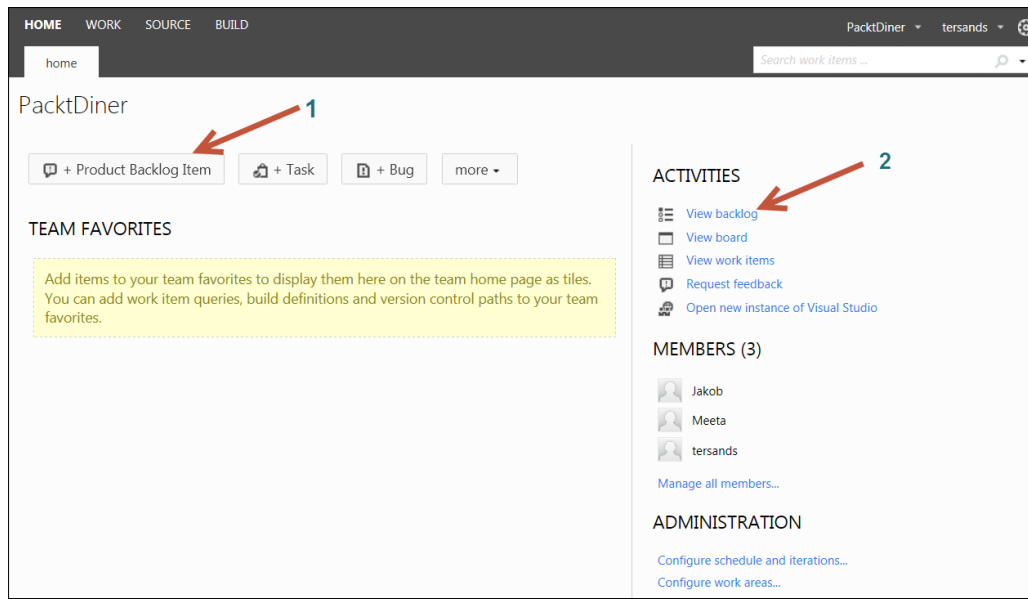 HOME WORK SOURCE BUILD
PacktDiner tersands
home
Search work items ...
PacktDiner
1
+ Product Backlog Item
+ Task
+ Bug
more
TEAM FAVORITES
Add items to your team favorites to display them here on the team home page as tiles.
You can add work item queries, build definitions and version control paths to your team
favorites.
2
ACTIVITIES
View backlog
View board
View work items
Request feedback
Open new instance of Visual Studio
MEMBERS (3)
Jakob
Meeta
tersands
Manage all members...
ADMINISTRATION
Configure schedule and iterations...
Configure work areas...